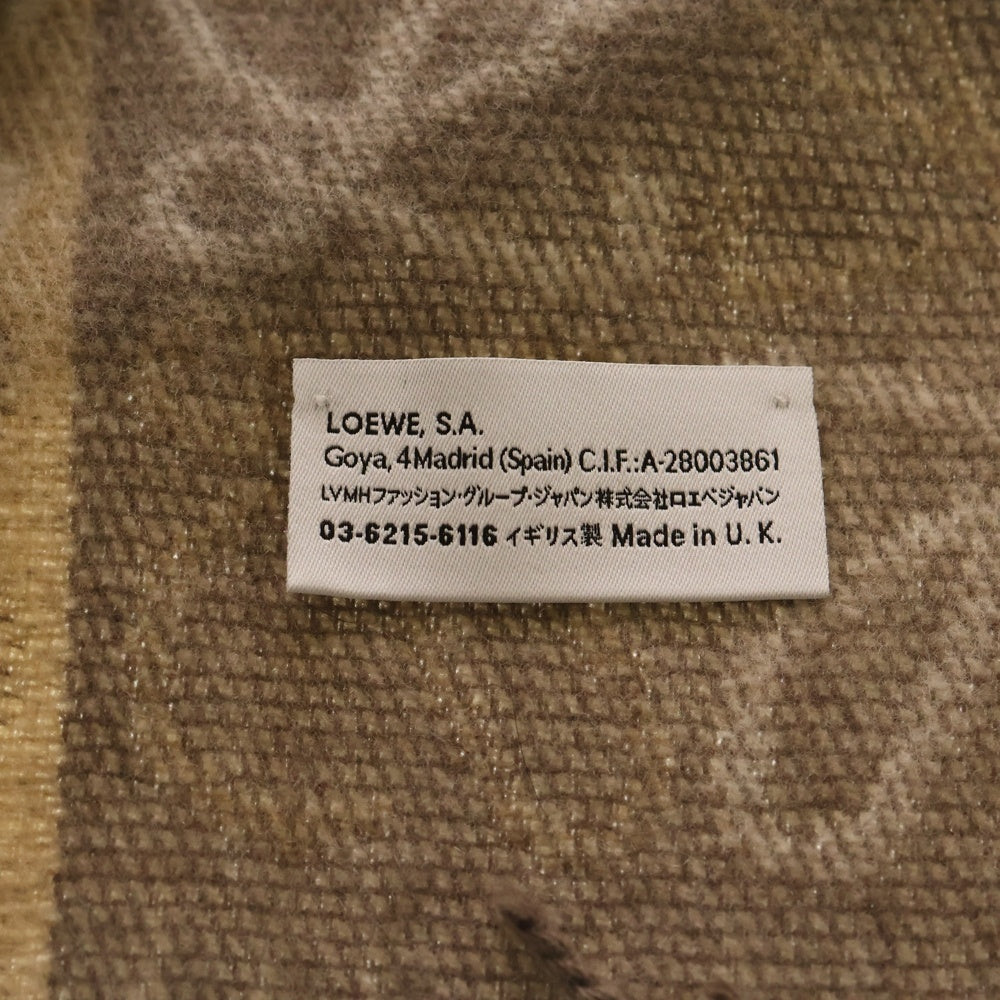 LOEWE, S.A.
Goya, 4 Madrid (Spain) C.I.F.:A-28003861
LVMHファッション・グループ・ジャパン株式会社ロエベジャパン
03-6215-6116 イギリス製 Made in U. K.